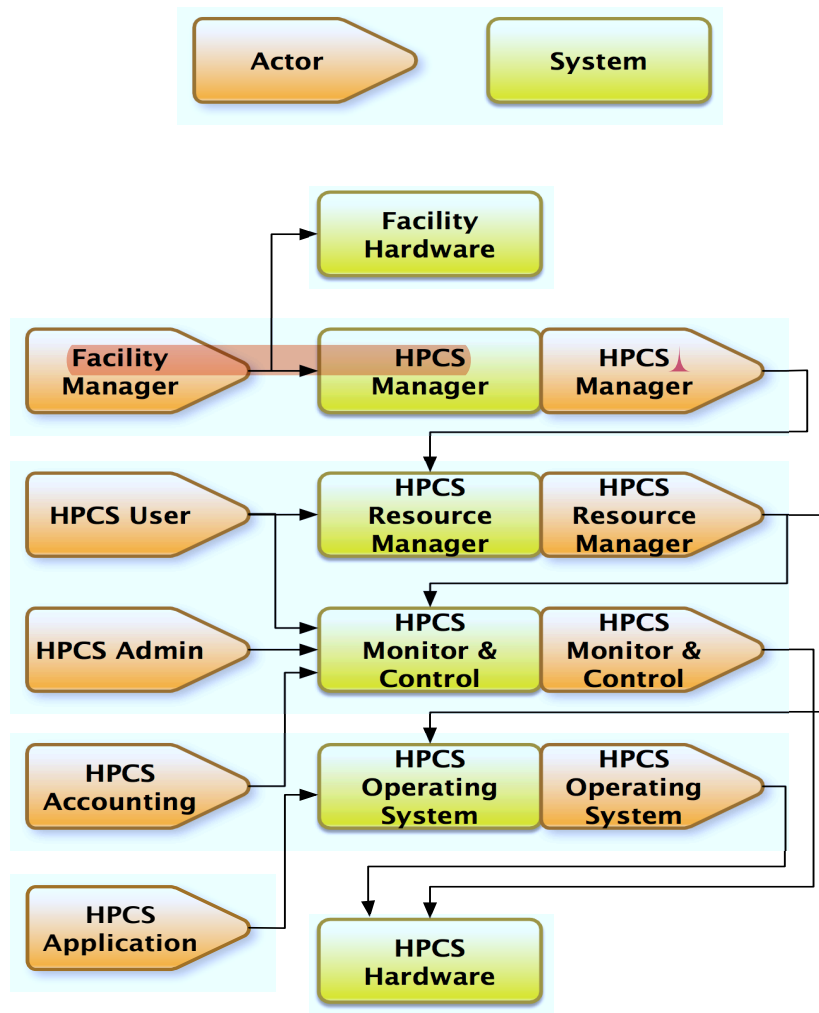 Actor
System
Facility
Hardware
Facility
Manager
HPCS
Manager
HPCS
Manager
HPCS User
HPCS
Resource
Manager
HPCS
Resource
Manager
HPCS Admin
HPCS
Monitor &
Control
HPCS
Monitor &
Control
HPCS
Accounting
HPCS
Operating
System
HPCS
Operating
System
HPCS
Application
HPCS
Hardware